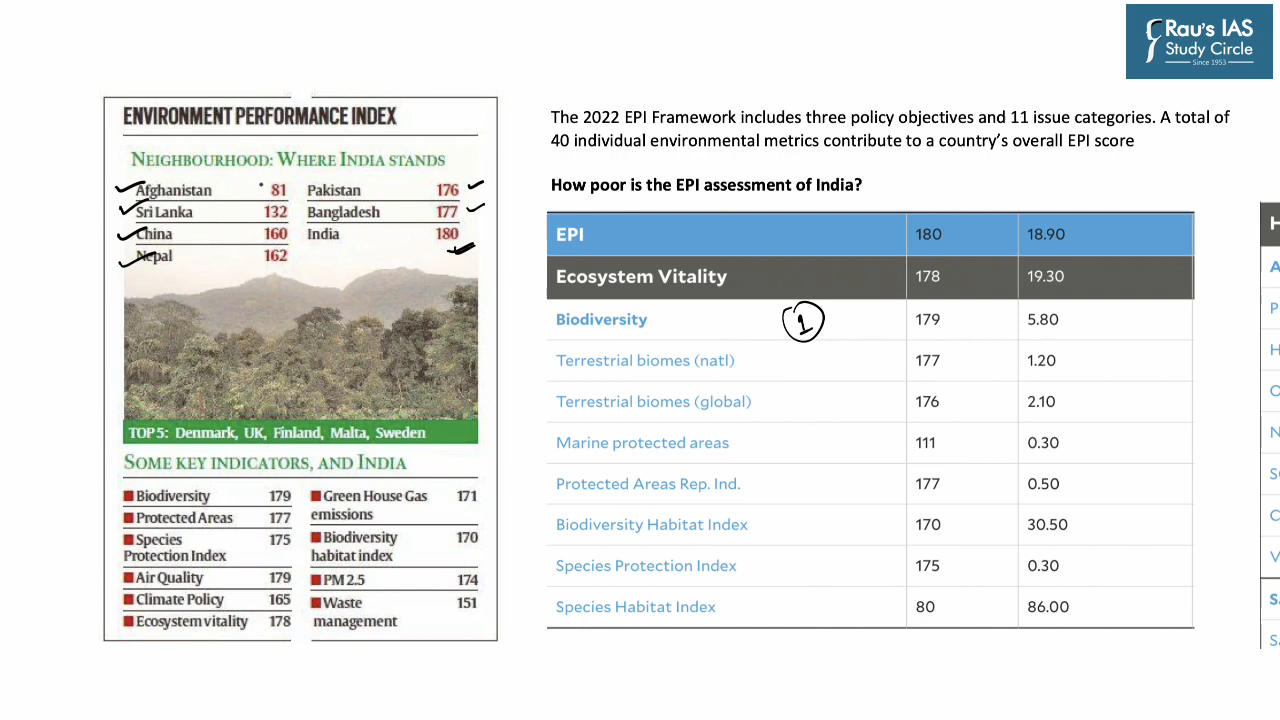 Rau's IAS
Study Circle
Since 1953
ENVIRONMENT PERFORMANCE INDEX
NEIGHBOURHOOD: WHERE INDIA STANDS
Afghanistan 81 Pakistan 176
Sri Lanka 132 Bangladesh 177
China 160 India 180
Nepal 162
TOP 5: Denmark, UK, Finland, Malta, Sweden
SOME KEY INDICATORS, AND INDIA
Biodiversity 179
Protected Areas 177
Species 175
Protection Index
Air Quality 179
Climate Policy 165
Ecosystem vitality 178
Green House Gas 171
emissions
Biodiversity 170
habitat index
PM 2.5 174
Waste 151
management
The 2022 EPI Framework includes three policy objectives and 11 issue categories. A total of
40 individual environmental metrics contribute to a country's overall EPI score
How poor is the EPI assessment of India?
EPI 180 18.90
Ecosystem Vitality 178 19.30
Biodiversity 1 179 5.80
Terrestrial biomes (natl) 177 1.20
Terrestrial biomes (global) 176 2.10
Marine protected areas 111 0.30
Protected Areas Rep. Ind. 177 0.50
Biodiversity Habitat Index 170 30.50
Species Protection Index 175 0.30
Species Habitat Index 80 86.00